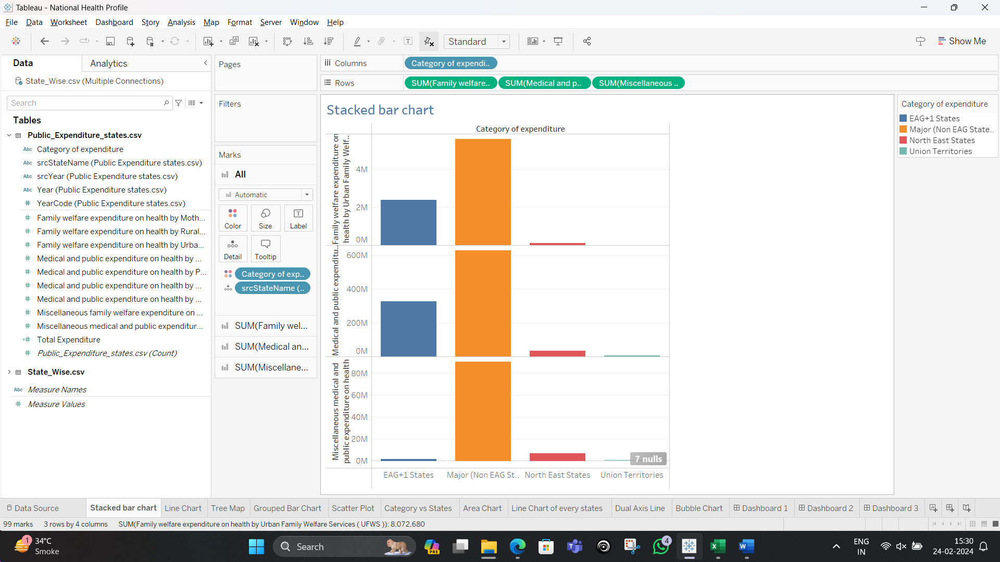 Tableau - National Health Profile
File Data Worksheet Dashboard Story Analysis Map Format Server Window Help
Standard
Show Me
Data
Analytics
State_Wise.csv (Multiple Connections)
Search
Tables
Public_Expenditure_states.csv
Abc Category of expenditure
Abc srcStateName (Public Expenditure states.csv)
Abc srcYear (Public Expenditure states.csv)
Abc Year (Public Expenditure states.csv)
# YearCode (Public Expenditure states.csv)
# Family welfare expenditure on health by Moth...
# Family welfare expenditure on health by Rural...
# Family welfare expenditure on health by Urba...
# Medical and public expenditure on health by ...
# Medical and public expenditure on health by P...
# Medical and public expenditure on health by ...
# Medical and public expenditure on health by ...
# Miscellaneous family welfare expenditure on ...
# Miscellaneous medical and public expenditur...
=# Total Expenditure
# Public_Expenditure_states.csv (Count)
State_Wise.csv
Abc Measure Names
# Measure Values
Pages
Filters
Marks
All
Automatic
Color
Size
Label
Detail
Tooltip
Category of exp..
srcStateName (..
SUM(Family wel...
SUM(Medical an...
SUM(Miscellane...
Columns
Category of expendi..
Rows
SUM(Family welfare..
SUM(Medical and p..
SUM(Miscellaneous ..
Stacked bar chart
Category of expenditure
Family welfare expenditure on
health by Urban Family Welf..
4M
2M
0M
Medical and public expenditu..
600M
400M
200M
0M
Miscellaneous medical and
public expenditure on health
80M
60M
40M
20M
0M
7 nulls
EAG+1 States
Major (Non EAG St..
North East States
Union Territories
Category of expenditure
EAG+1 States
Major (Non EAG State..
North East States
Union Territories
Data Source
Stacked bar chart
Line Chart
Tree Map
Grouped Bar Chart
Scatter Plot
Category vs States
Area Chart
Line Chart of every states
Dual Axis Line
Bubble Chart
Dashboard 1
Dashboard 2
Dashboard 3
99 marks
3 rows by 4 columns
SUM(Family welfare expenditure on health by Urban Family Welfare Services ( UFWS )): 8,072,680
1
34°C
Smoke
Search
PRE
4
ENG
IN
15:30
24-02-2024